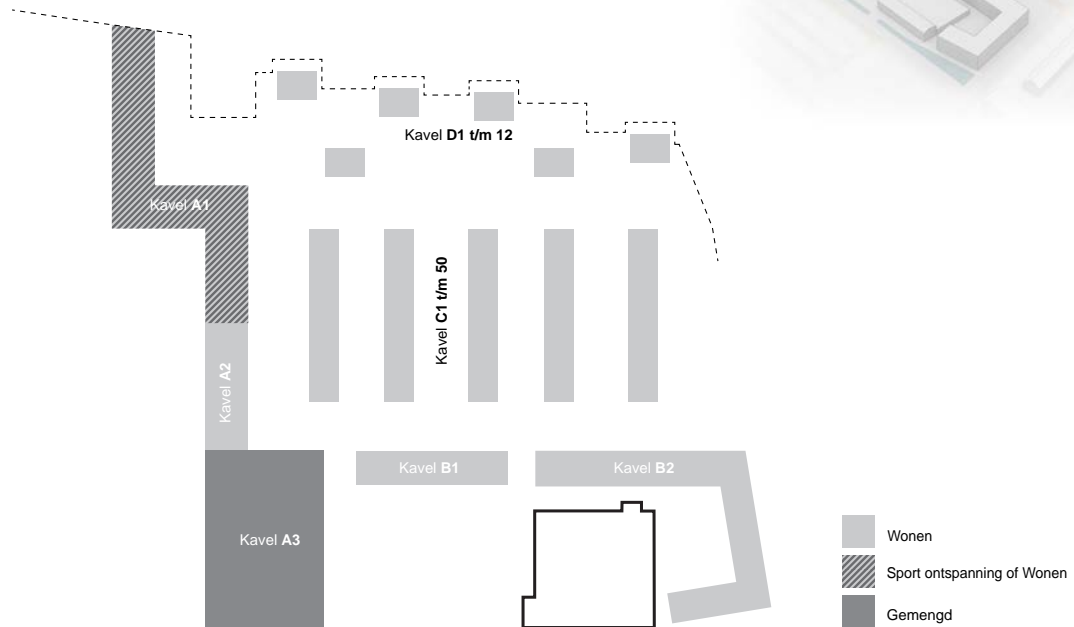 Kavel D1 t/m 12
Kavel A1
Kavel C1 t/m 50
Kavel A2
Kavel B1
Kavel B2
Kavel A3
Wonen
Sport ontspanning of Wonen
Gemengd